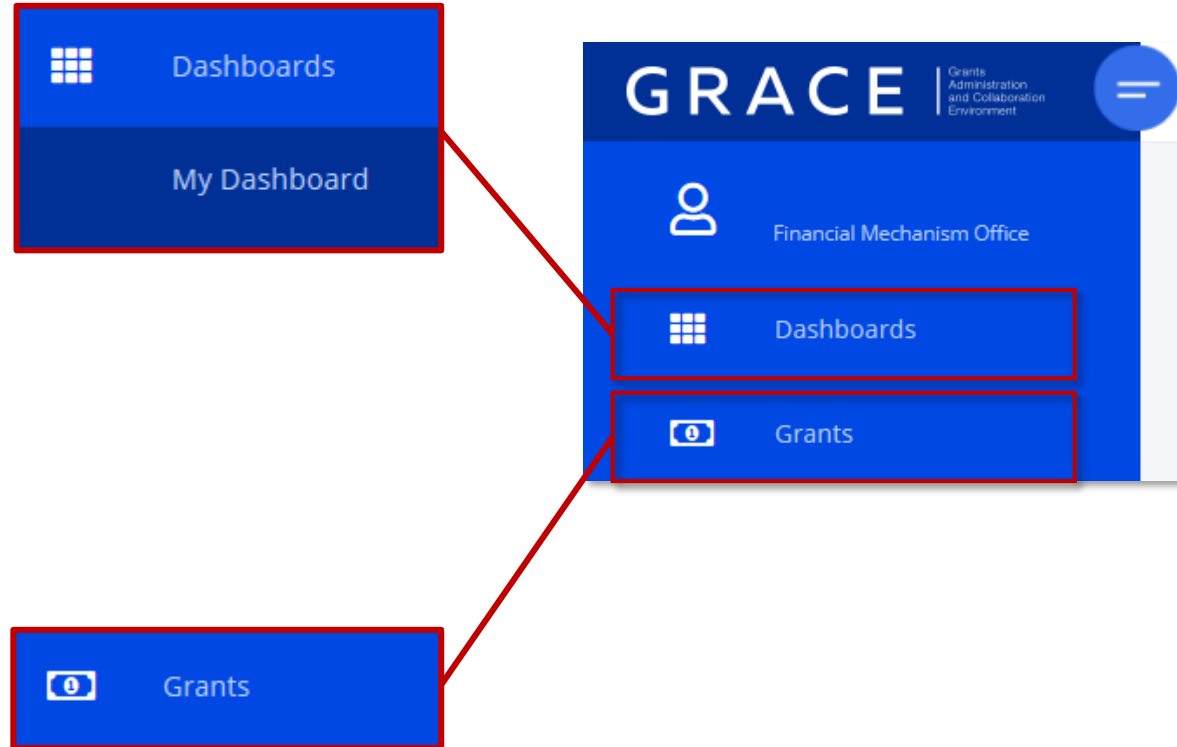 Dashboards
My Dashboard
GRACE
Grants
Administration
and Collaboration
Environment
Financial Mechanism Office
Dashboards
Grants
Grants